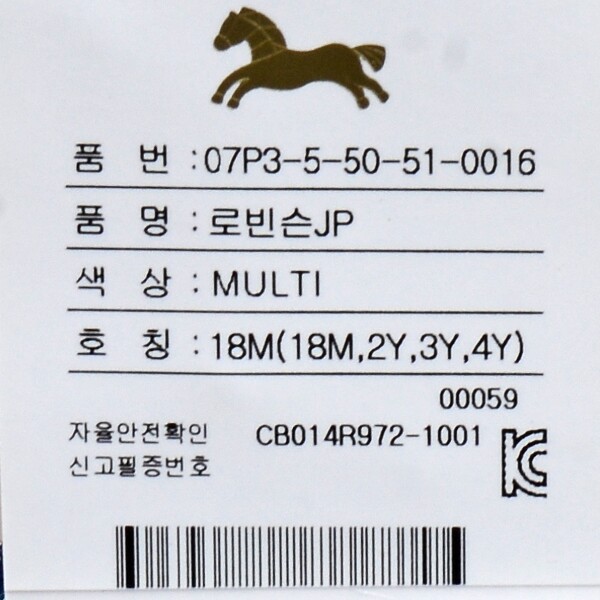 품 번 :07P3-5-50-51-0016
품 명 :로빈슨JP
색 상 :MULTI
호 칭 :18M(18M,2Y,3Y,4Y)
00059
자율안전확인 CB014R972-1001
신고필증번호
KC